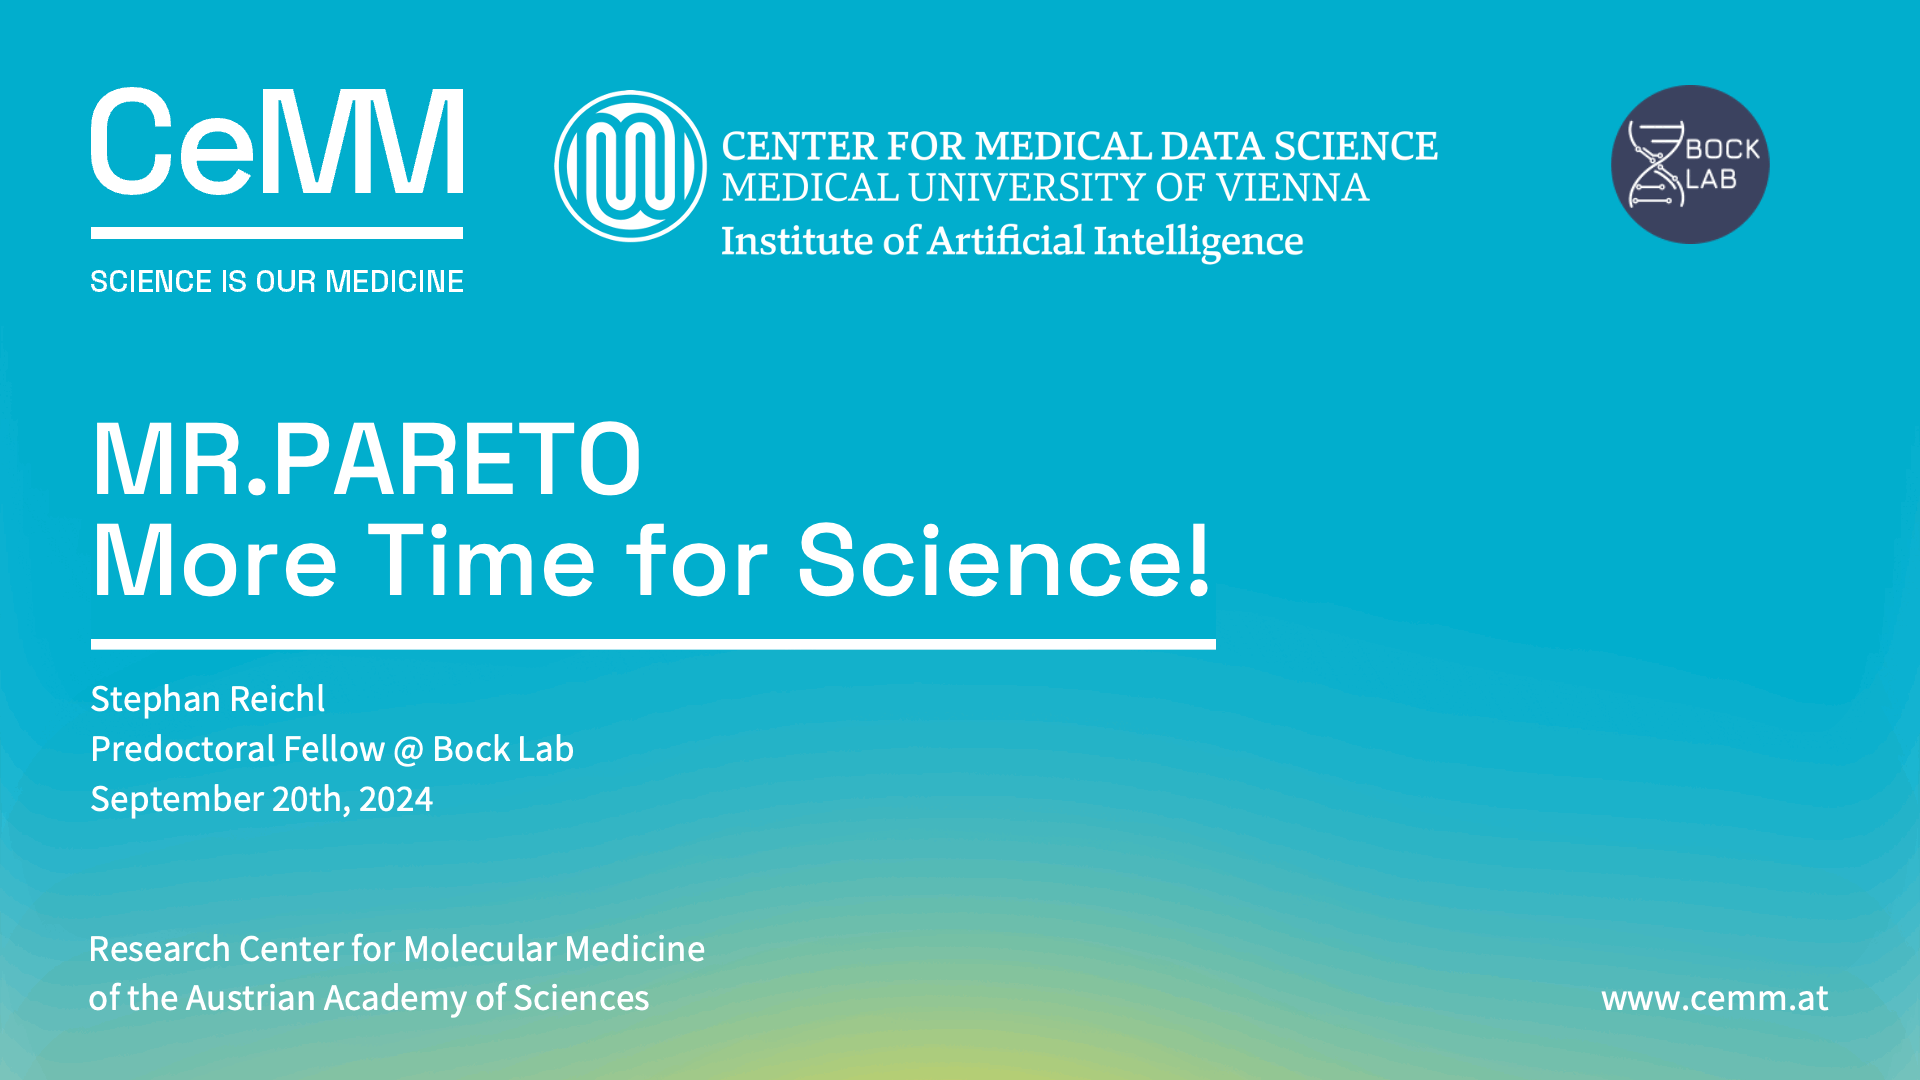 CeMM
SCIENCE IS OUR MEDICINE
CENTER FOR MEDICAL DATA SCIENCE
MEDICAL UNIVERSITY OF VIENNA
Institute of Artificial Intelligence
BOCK
LAB
MR.PARETO
More Time for Science!
Stephan Reichl
Predoctoral Fellow @ Bock Lab
September 20th, 2024
Research Center for Molecular Medicine
of the Austrian Academy of Sciences
www.cemm.at